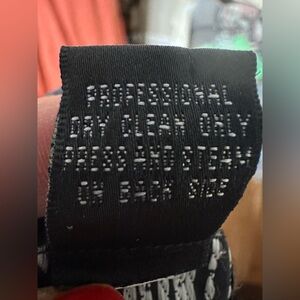 PROFESSIONAL
DRY CLEAN ONLY
PRESS AND STEAM
ON BACK SIDE